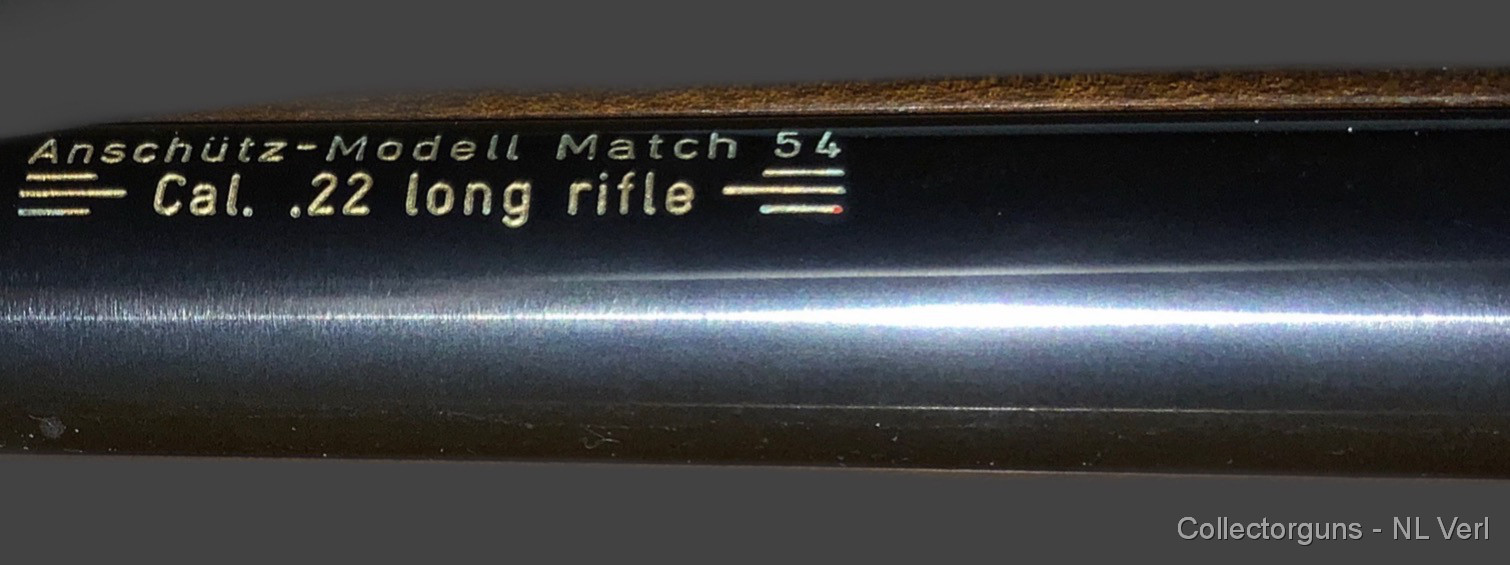 Anschütz-Modell Match 54
Cal. .22 long rifle
Collectorguns - NL Verl